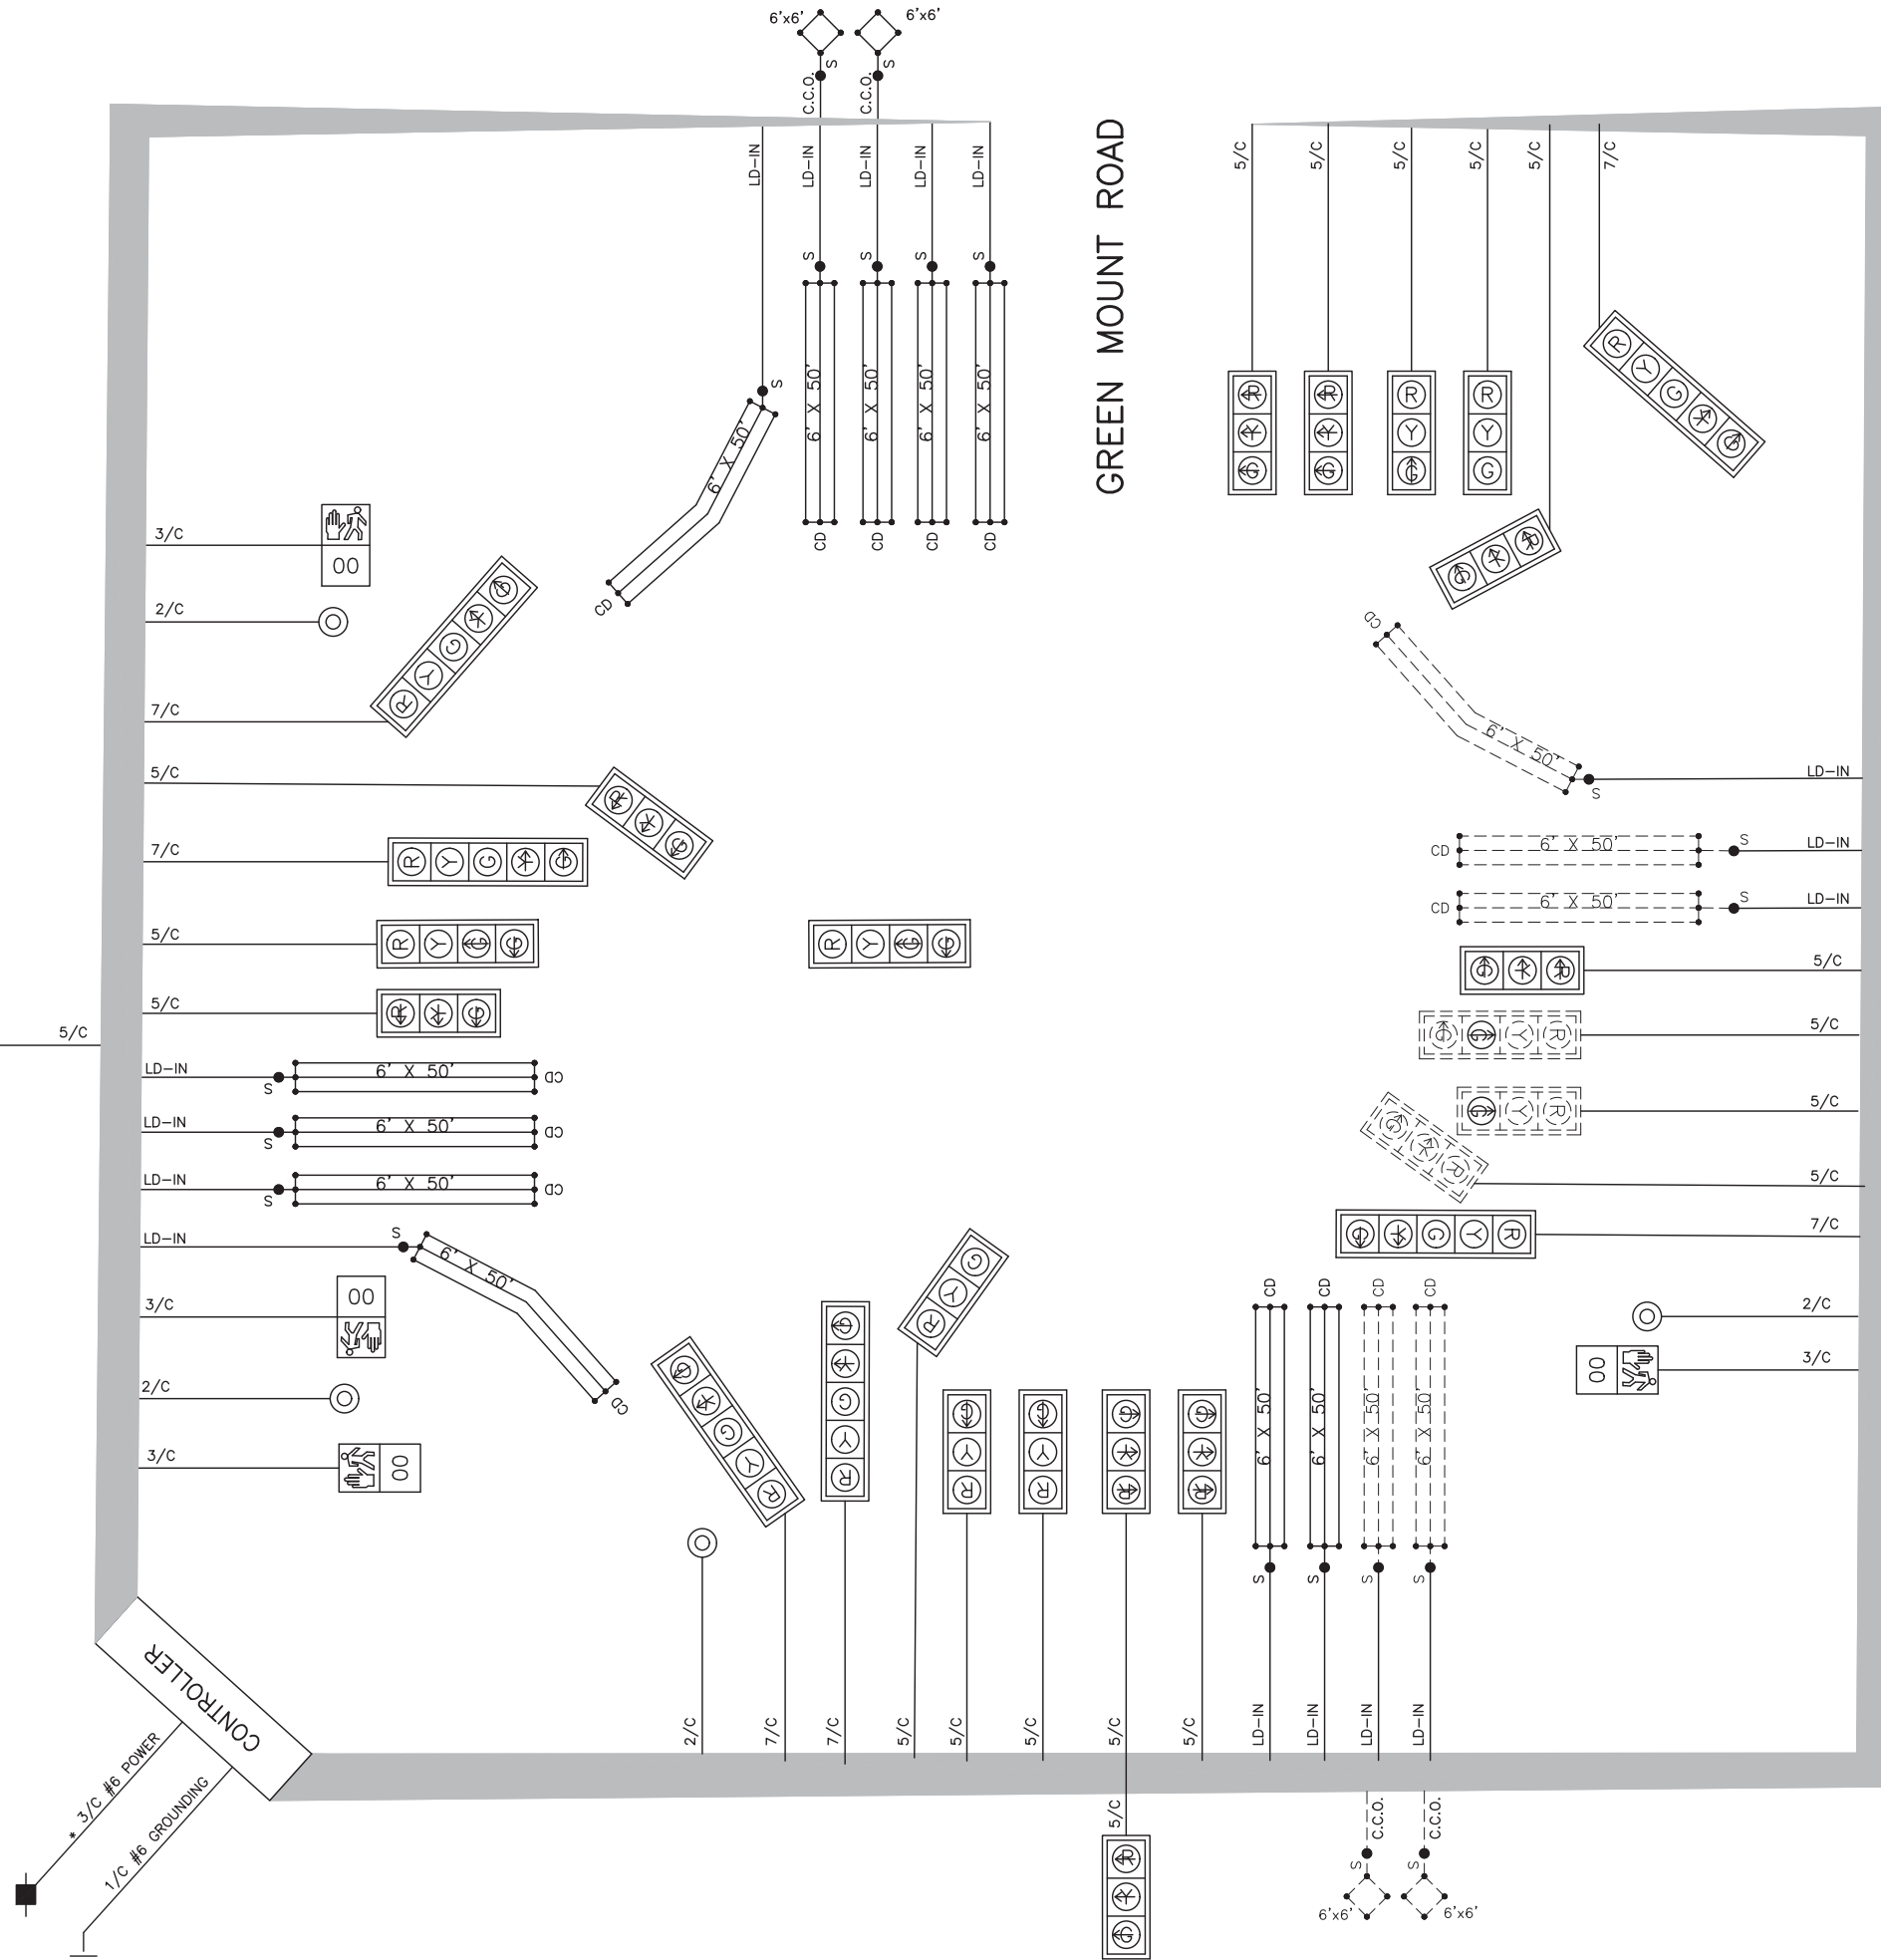 6'x6' 6'x6'
S S
C.C.O. C.C.O.
LD-IN LD-IN LD-IN LD-IN LD-IN
5/C 5/C 5/C 5/C 5/C 7/C
GREEN MOUNT ROAD
S S S S
S
6' X 50' 6' X 50' 6' X 50' 6' X 50' 6' X 50'
CD CD CD CD
CD
R Y G
R Y G
R Y G
R Y G
R Y G Y G
R Y G
3/C
00
2/C
R Y G Y G
7/C
5/C
R Y G
7/C
R Y G Y G
5/C
R Y G G
R Y G G
5/C
R Y G
5/C
LD-IN
S
6' X 50'
CD
LD-IN
S
6' X 50'
CD
LD-IN
S
6' X 50'
CD
LD-IN
S
6' X 50'
CD
3/C
00
2/C
3/C
00
CD
6' X 50'
S
LD-IN
CD
6' X 50'
S
LD-IN
CD
6' X 50'
S
LD-IN
G Y R
5/C
G G Y R
5/C
G Y R
5/C
G Y R
5/C
G Y G Y R
7/C
2/C
00
3/C
G Y G Y R
G Y G Y R
G Y R
G Y R
G Y R
G Y R
G Y R
CD CD CD CD
6' X 50' 6' X 50' 6' X 50' 6' X 50'
S S S S
2/C 7/C 7/C 5/C 5/C 5/C 5/C 5/C LD-IN LD-IN LD-IN LD-IN
CONTROLLER
* 3/C #6 POWER
1/C #6 GROUNDING
5/C
R Y G
C.C.O. C.C.O.
S S
6'x6' 6'x6'